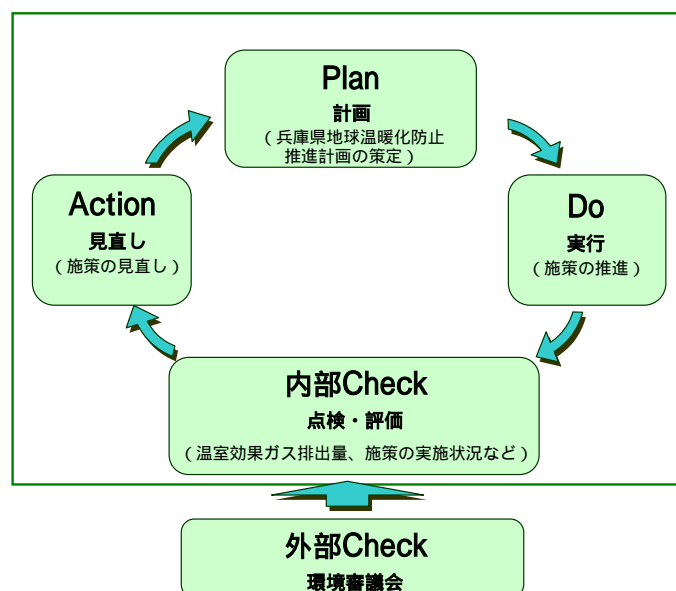 Plan
計画
（兵庫県地球温暖化防止
推進計画の策定）
Action
見直し
（施策の見直し）
Do
実行
（施策の推進）
内部Check
点検・評価
（温室効果ガス排出量、施策の実施状況など）
外部Check
環境審議会